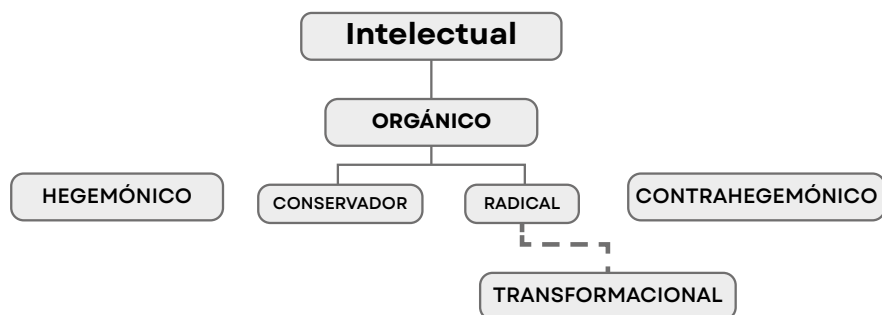 Intelectual
ORGÁNICO
HEGEMÓNICO
CONSERVADOR
RADICAL
CONTRAHEGEMÓNICO
TRANSFORMACIONAL